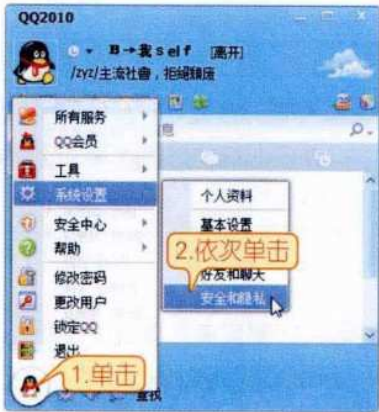 QQ2010
B→我self [离开]
/zyz/主流社會,拒絕頹废
所有服务
QQ会员
工具
系统设置
安全中心
帮助
修改密码
更改用户
锁定QQ
退出
个人资料
基本设置
2.依次单击
好友和聊天
安全和隐私
1.单击
查找